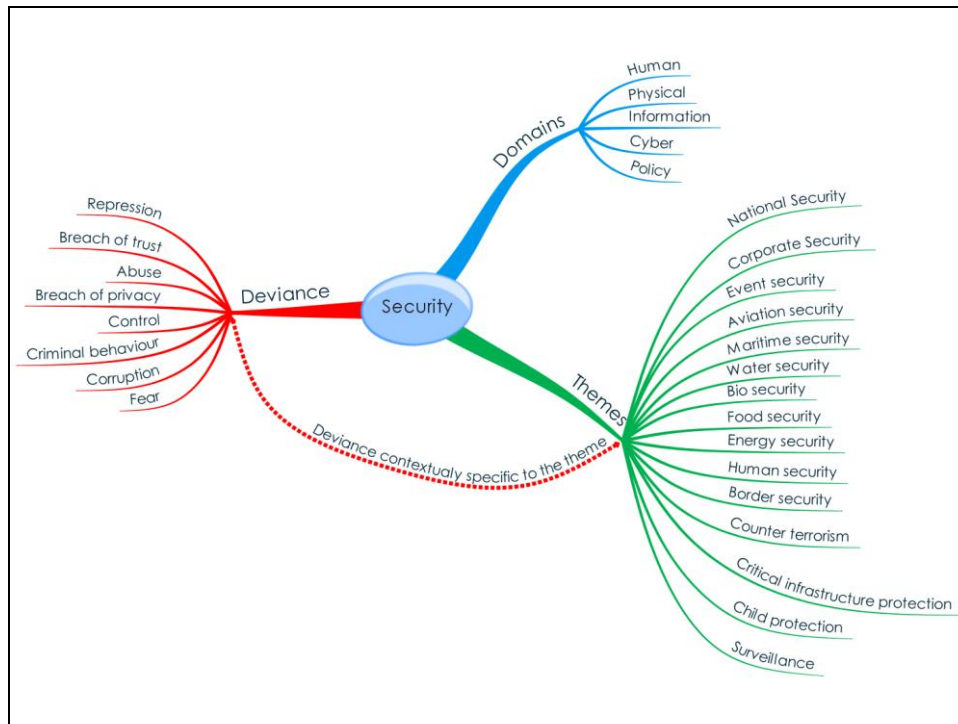 Human
Physical
Information
Cyber
Policy
Domains
Repression
Breach of trust
Abuse
Breach of privacy
Control
Criminal behaviour
Corruption
Fear
Deviance
Security
Themes
National Security
Corporate Security
Event security
Aviation security
Maritime security
Water security
Bio security
Food security
Energy security
Human security
Border security
Counter terrorism
Critical infrastructure protection
Child protection
Surveillance
Deviance contextualy specific to the theme